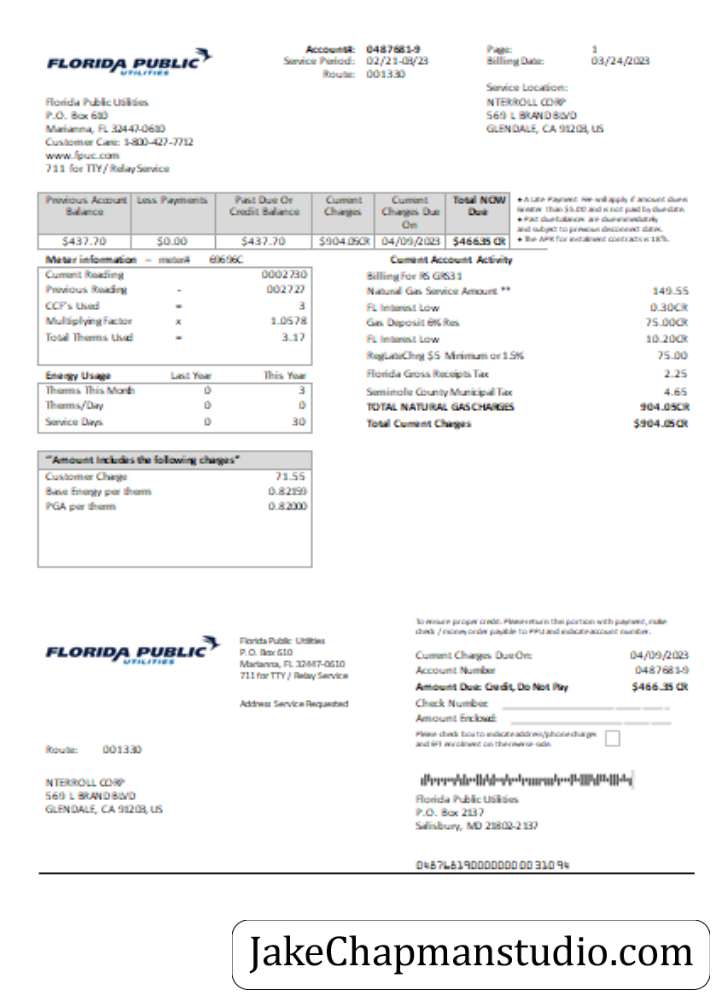 FLORIDA PUBLIC
UTILITIES
Account#: 0487681-9
Service Period: 02/21-03/23
Route: 001330
Page: 1
Billling Date: 03/24/2023
Service Location:
NTERROLL CORP
569 L BRAND BLVD
GLENDALE, CA 91203, US
Florida Public Utilities
P.O. Box 610
Marianna, FL 32447-0610
Customer Care: 1-800-427-7712
www.fpuc.com
711 for TTY/ Relay Service
Previous Account Balance Less Payments Past Due Or Credit Balance Current Charges Current Charges Due On Total NOW Due
$437.70 $0.00 $437.70 $904.05CR 04/09/2023 $466.35 CR
• A Late Payment Fee will apply if amount due is
Greater than $5.00 and is not paid by due date.
• Past due balances are due immediately
and subject to previous disconnect dates.
• The APR for installment contracts is 18%.
Meter information – meter# 69696C
Current Reading 0002730
Previous Reading - 002727
CCF's Used = 3
Multiplying Factor x 1.0578
Total Therms Used = 3.17
Energy Usage Last Year This Year
Therms This Month 0 3
Therms/Day 0 0
Service Days 0 30
Current Account Activity
Billling For RS GRS31
Natural Gas Service Amount ** 149.55
FL Interest Low 0.30CR
Gas Deposit 6% Res 75.00CR
FL Interest Low 10.20CR
RegLateChrg $5 Minimum or 1.5% 75.00
Florida Gross Receipts Tax 2.25
Seminole County Municipal Tax 4.65
TOTAL NATURAL GAS CHARGES 904.05CR
Total Current Charges $904.05CR
"Amount Includes the following charges"
Customer Charge 71.55
Base Energy per therm 0.82159
PGA per therm 0.82000
FLORIDA PUBLIC
UTILITIES
Florida Public Utilities
P.O. Box 610
Marianna, FL 32447-0610
711 for TTY / Relay Service
Address Service Requested
To ensure proper credit. Please return this portion with payment, make
check / money order payable to FPU and indicate account number.
Current Charges Due On: 04/09/2023
Account Number 0487681-9
Amount Due: Credit, Do Not Pay $466.35 CR
Check Number
Amount Enclosd:
Please check box to indicate address/phone charges
and EFI enrolment on the reverse side.
Route: 001330
NTERROLL CORP
569 L BRAND BLVD
GLENDALE, CA 91203, US
Florida Public Utilities
P.O. Box 2137
Salisbury, MD 21802-2137
JakeChapmanstudio.com